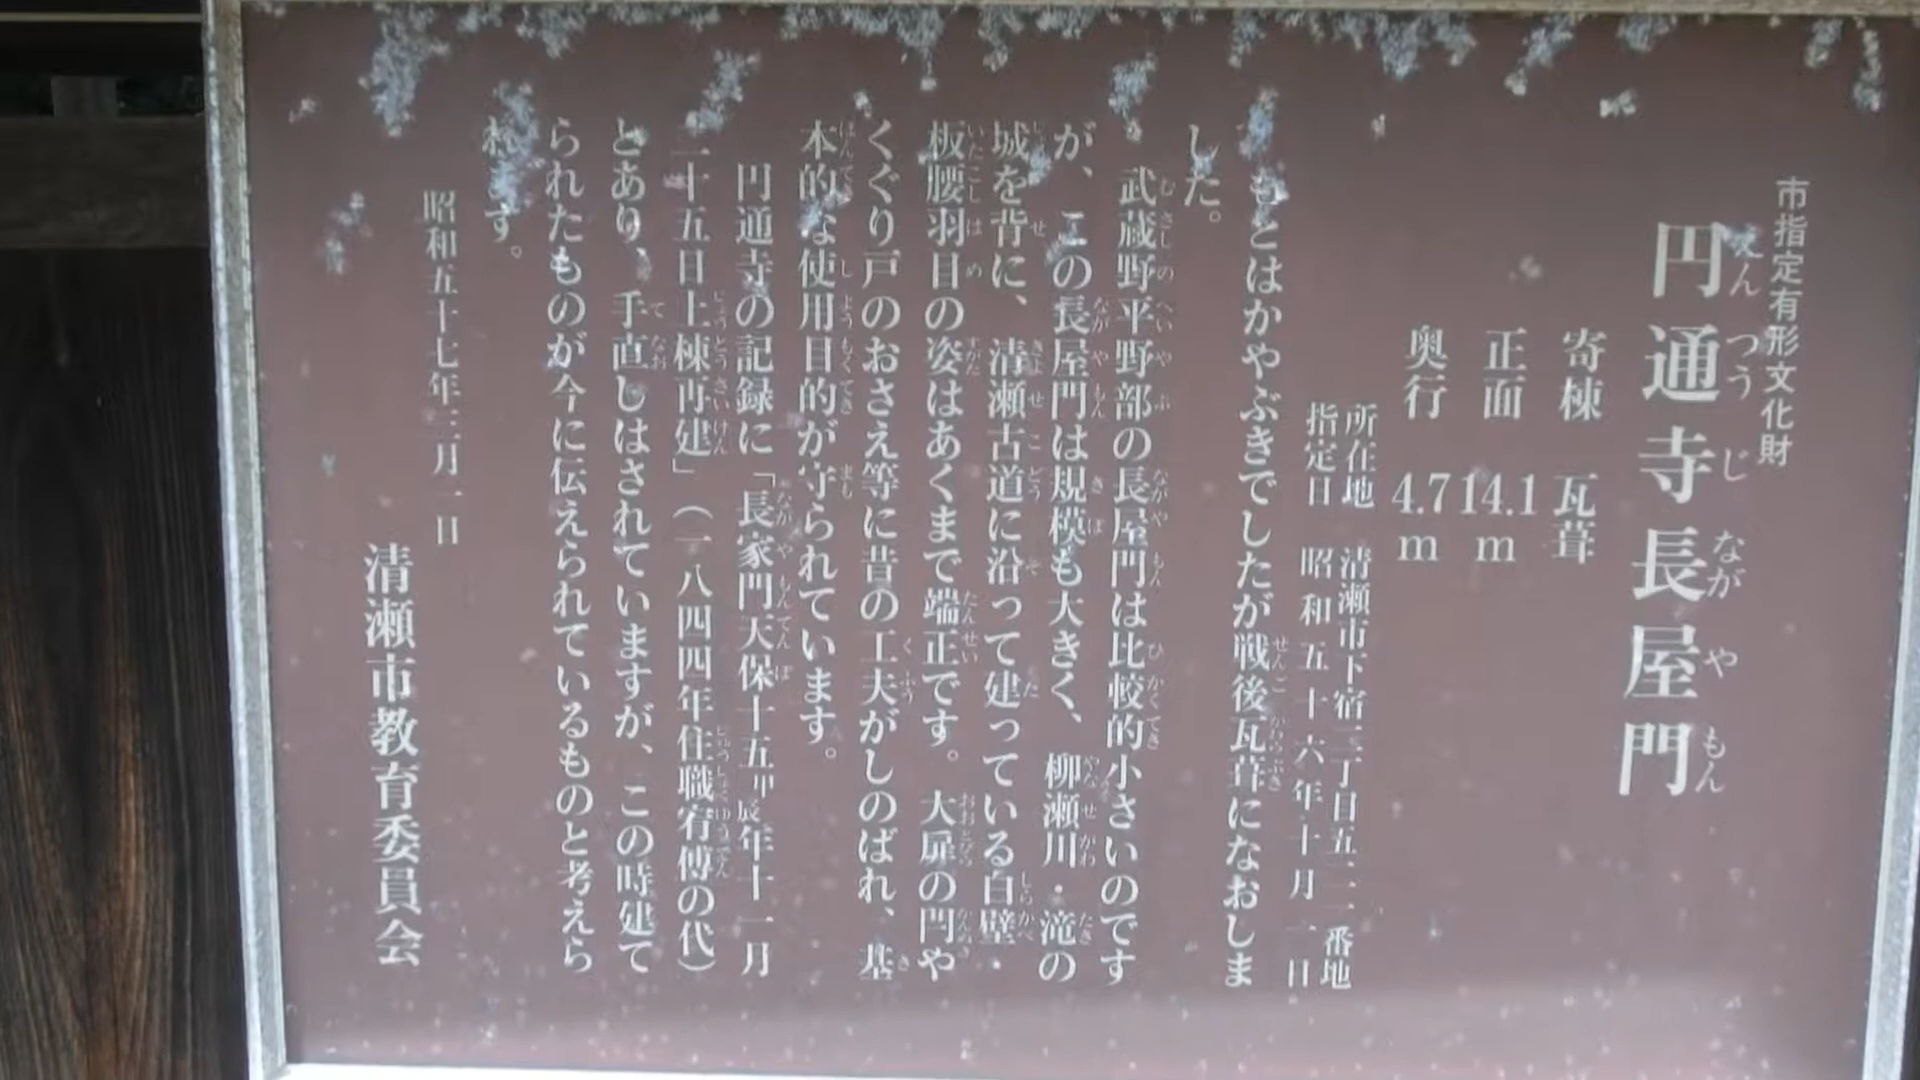 市指定有形文化財
円通寺長屋門
えんつうじながやもん
寄棟 瓦葺
正面 14.1m
奥行 4.7m
所在地 清瀬市下宿二丁目五二一番地
指定日 昭和五十六年十月一日
もとはかやぶきでしたが戦後瓦葺になおしま
した。
武蔵野平野部の長屋門は比較的小さいのです
が、この長屋門は規模も大きく、柳瀬川・滝の
城を背に、清瀬古道に沿って建っている白壁・
板腰羽目の姿はあくまで端正です。大扉の閂や
くぐり戸のおさえ等に昔の工夫がしのばれ、基
本的な使用目的が守られています。
円通寺の記録に「長家門天保十五甲辰年十一月
二十五日上棟再建」(一八四四年住職宥傅の代)
とあり、手直しはされていますが、この時建て
られたものが今に伝えられているものと考えら
れます。
昭和五十七年三月一日
清瀬市教育委員会